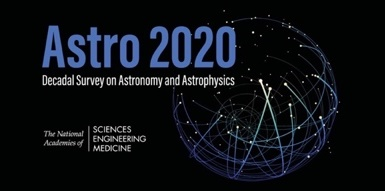 Astro 2020
Decadal Survey on Astronomy and Astrophysics
The National
Academies of
SCIENCES
ENGINEERING
MEDICINE